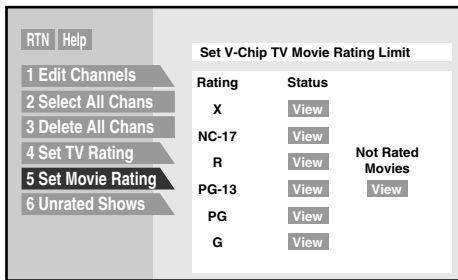 RTN Help
1 Edit Channels
2 Select All Chans
3 Delete All Chans
4 Set TV Rating
5 Set Movie Rating
6 Unrated Shows
Set V-Chip TV Movie Rating Limit
Rating Status
X View
NC-17 View
R View
PG-13 View
PG View
G View
Not Rated
Movies
View